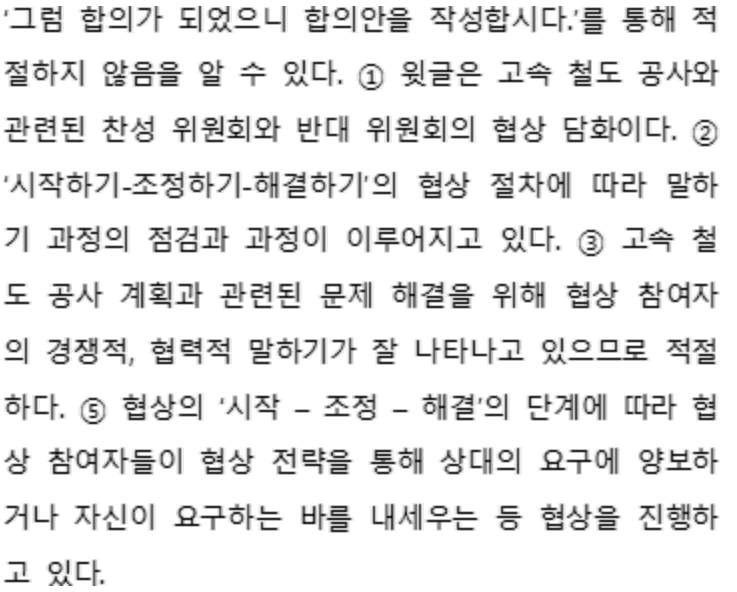 ‘그럼 합의가 되었으니 합의안을 작성합시다.’를 통해 적
절하지 않음을 알 수 있다. ① 윗글은 고속 철도 공사와
관련된 찬성 위원회와 반대 위원회의 협상 담화이다. ②
‘시작하기-조정하기-해결하기’의 협상 절차에 따라 말하
기 과정의 점검과 과정이 이루어지고 있다. ③ 고속 철
도 공사 계획과 관련된 문제 해결을 위해 협상 참여자
의 경쟁적, 협력적 말하기가 잘 나타나고 있으므로 적절
하다. ⑤ 협상의 ‘시작 – 조정 – 해결’의 단계에 따라 협
상 참여자들이 협상 전략을 통해 상대의 요구에 양보하
거나 자신이 요구하는 바를 내세우는 등 협상을 진행하
고 있다.